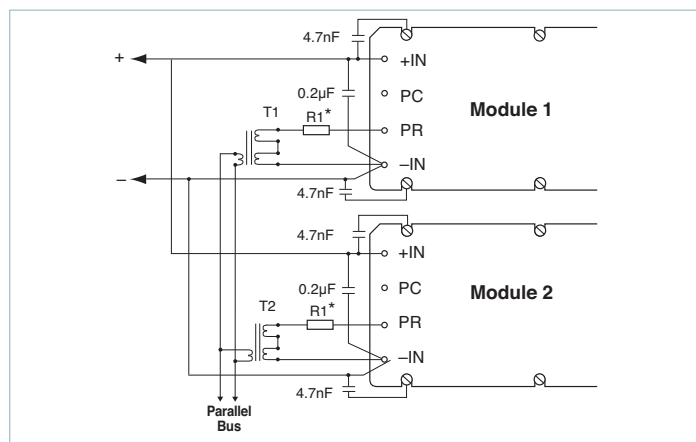 4.7nF
+
+IN
0.2µF
PC
Module 1
T1
R1*
PR
–IN
–
4.7nF
4.7nF
+IN
0.2µF
PC
Module 2
T2
R1*
PR
–IN
4.7nF
Parallel
Bus